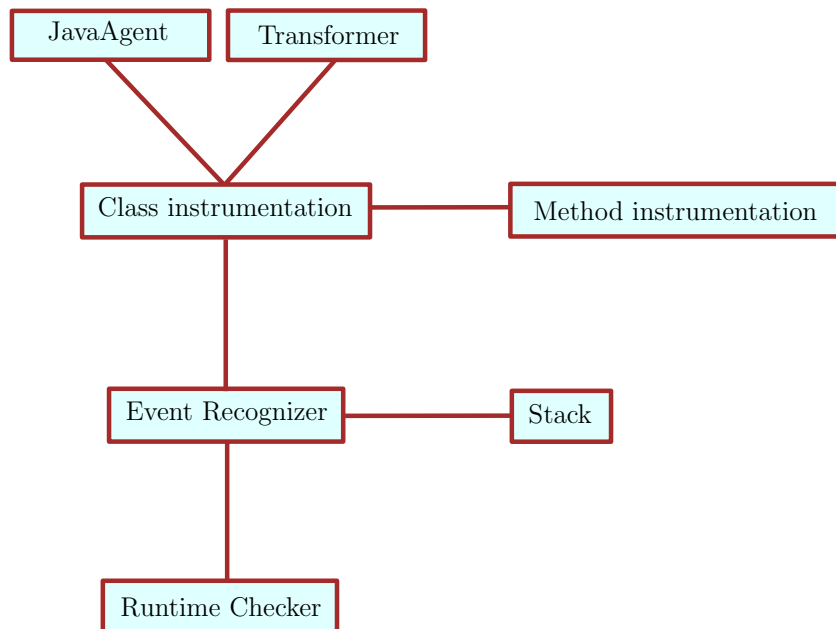 JavaAgent
Transformer
Class instrumentation
Method instrumentation
Event Recognizer
Stack
Runtime Checker